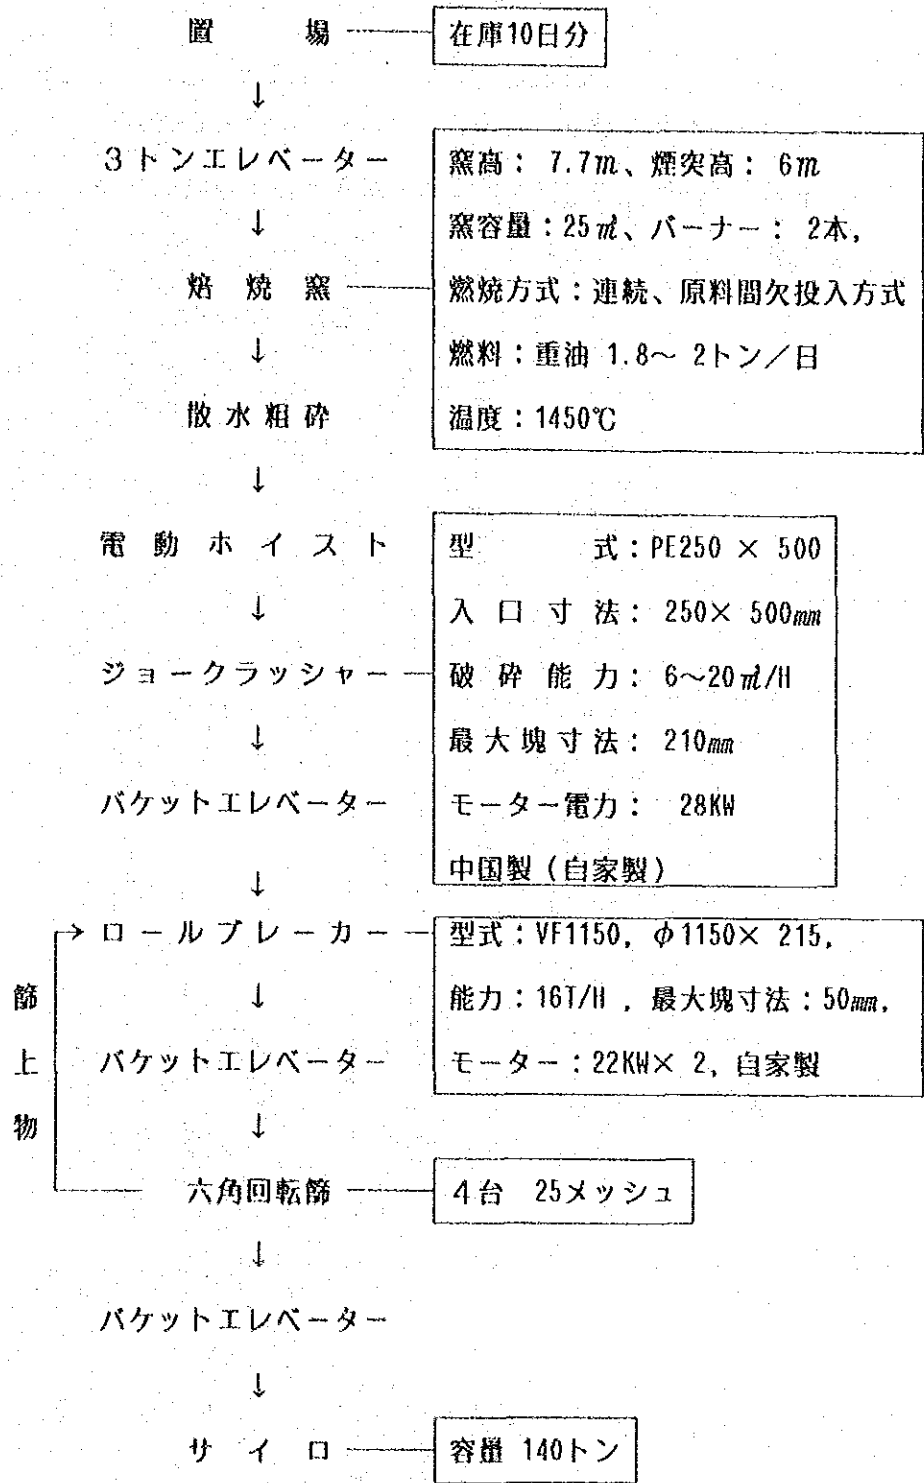 置場 在庫10日分
↓
3トンエレベーター 窯高： 7.7m、煙突高： 6m
↓ 窯容量：25㎥、バーナー： 2本,
焙焼窯 燃焼方式：連続、原料間欠投入方式
↓ 燃料：重油 1.8～ 2トン／日
散水粗砕 温度：1450℃
↓
電動ホイスト 型式：PE250 × 500
↓ 入口寸法： 250× 500mm
ジョークラッシャー 破砕能力： 6～20㎥/H
↓ 最大塊寸法： 210mm
バケットエレベーター モーター電力： 28KW
↓ 中国製（自家製）
→ロールブレーカー 型式：VF1150, φ1150× 215,
篩上物
↓ 能力：16T/H , 最大塊寸法：50mm,
バケットエレベーター モーター：22KW× 2, 自家製
↓
六角回転篩 4台 25メッシュ
↓
バケットエレベーター
↓
サイロ 容量 140トン